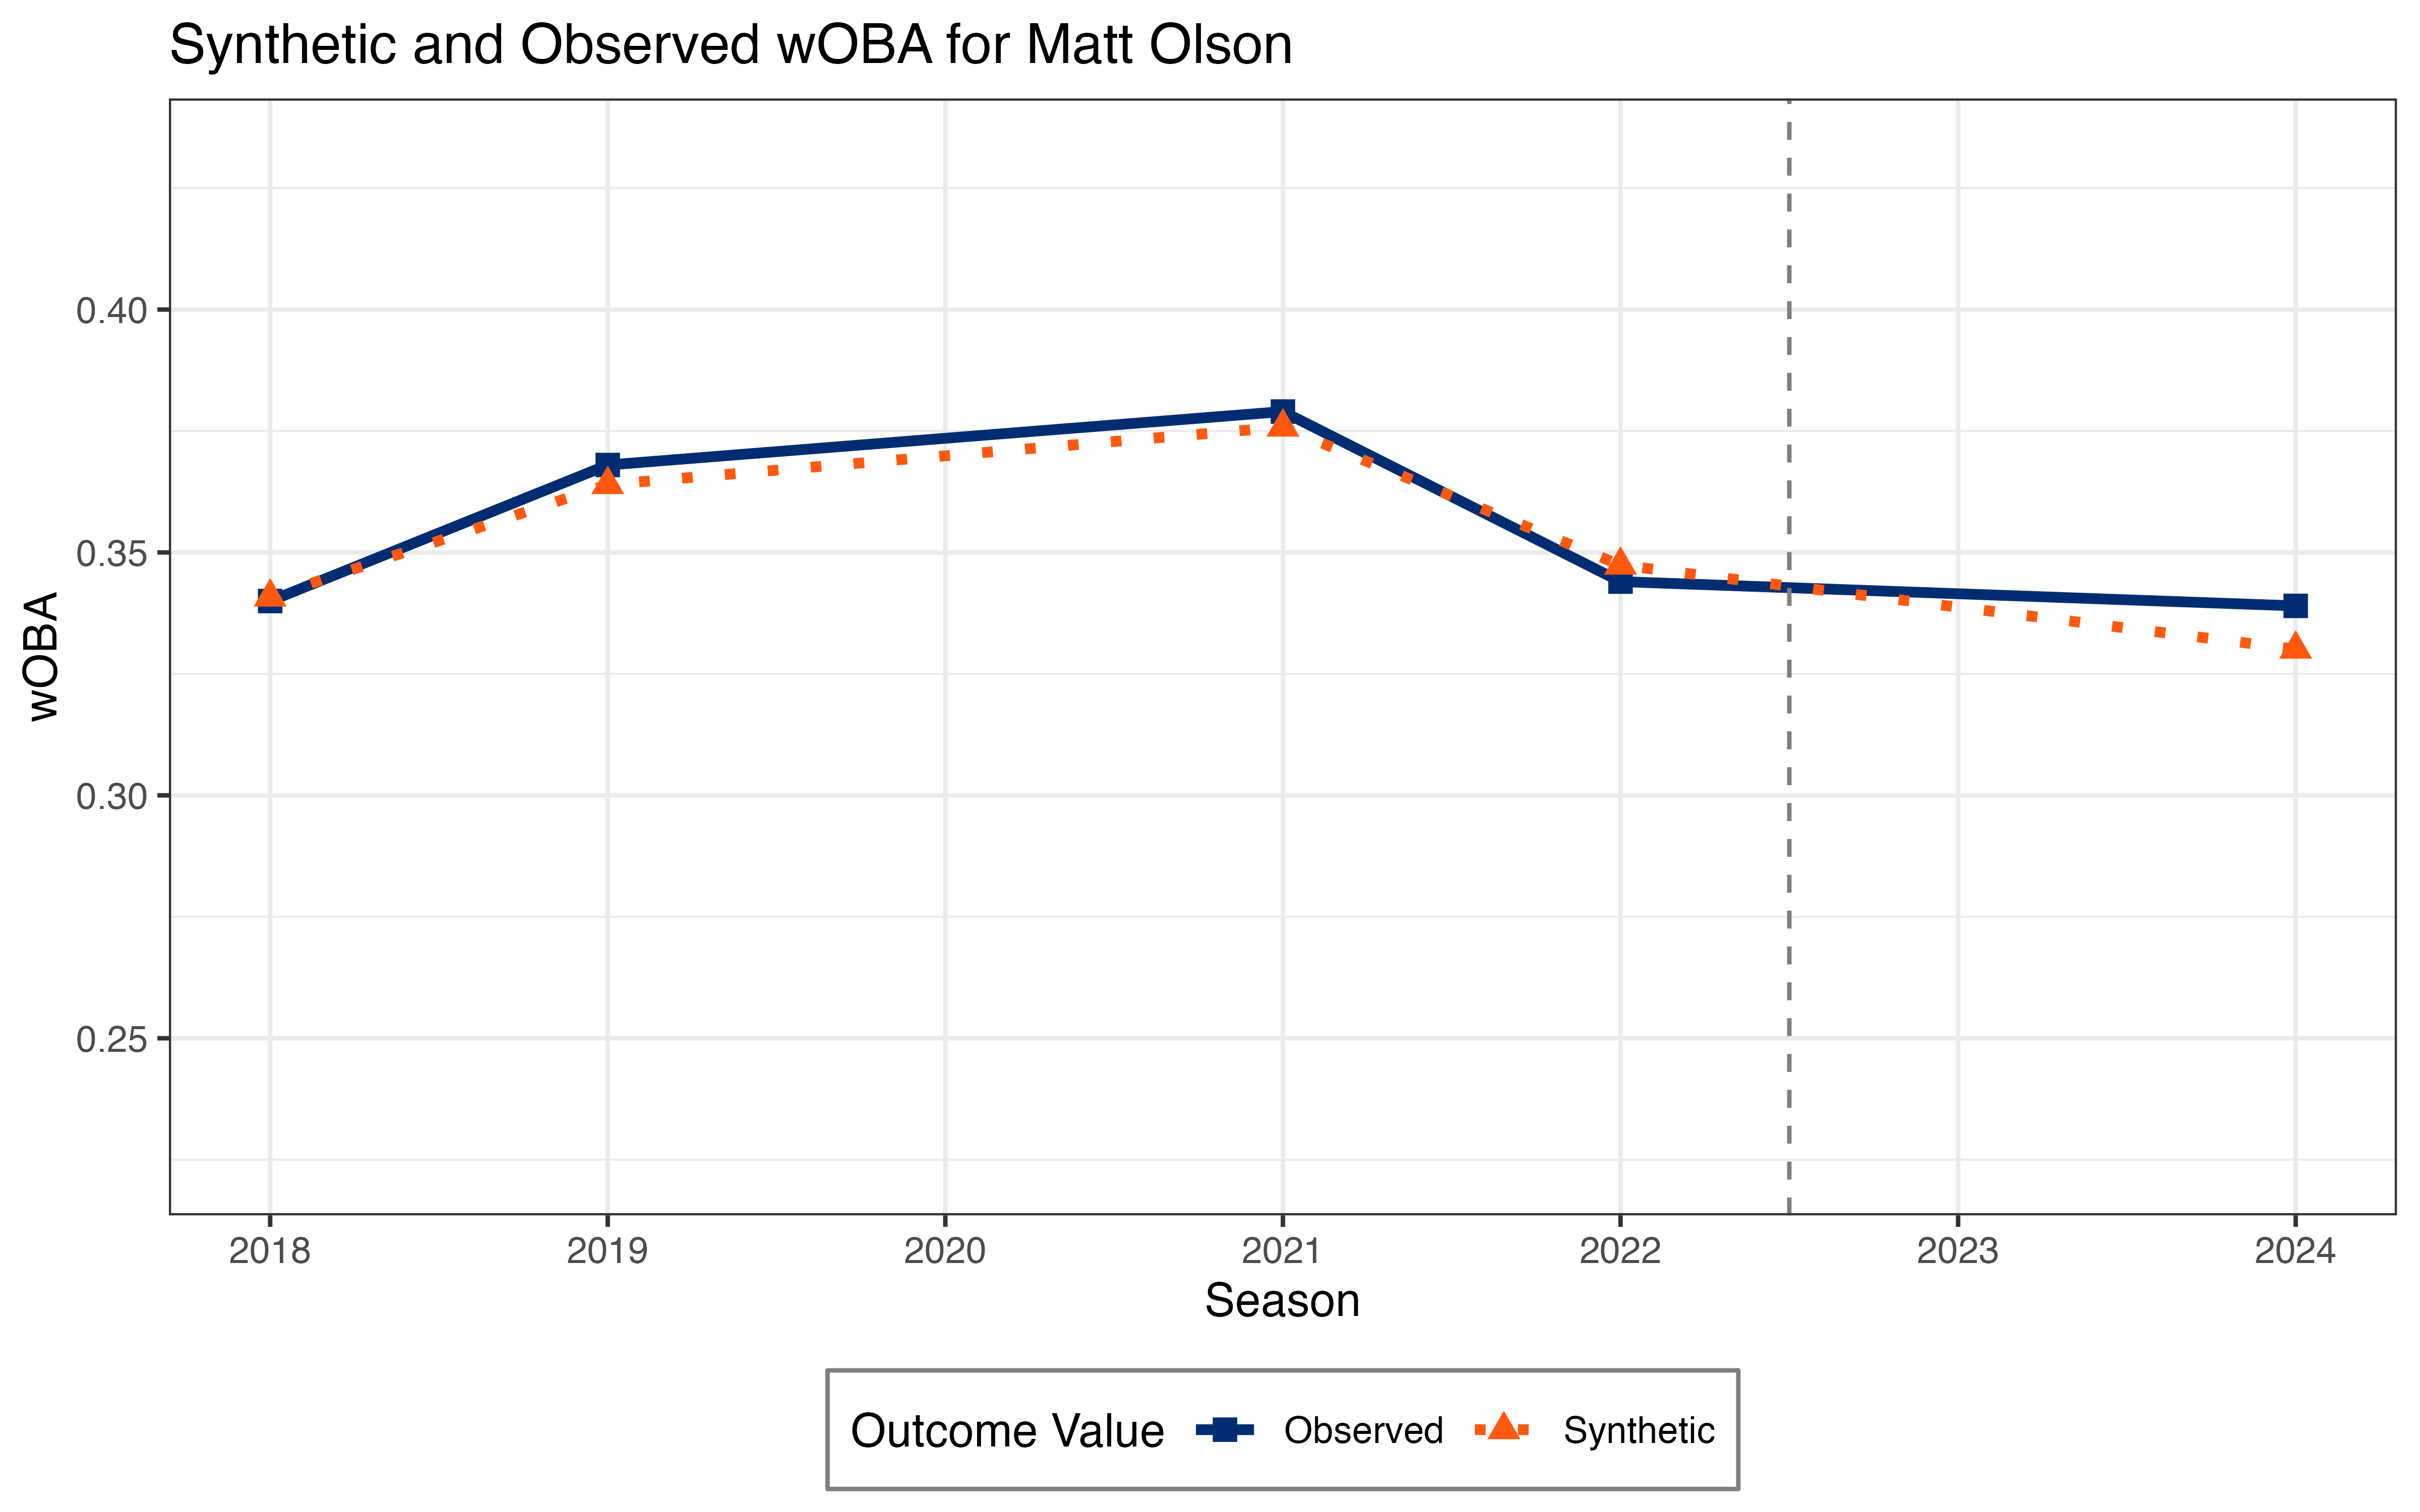 Synthetic and Observed wOBA for Matt Olson
wOBA
0.40
0.35
0.30
0.25
2018 2019 2020 2021 2022 2023 2024
Season
Outcome Value Observed Synthetic